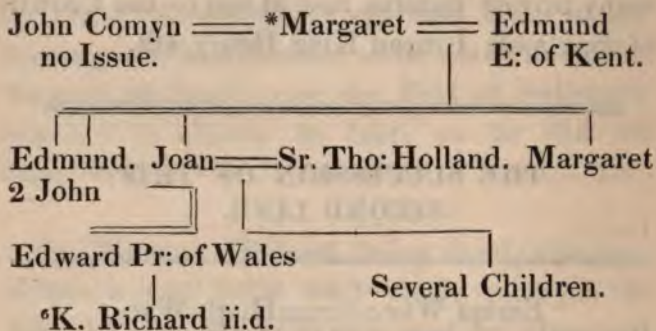 John Comyn *Margaret Edmund
no Issue. E: of Kent.
Edmund. Joan Sr. Tho: Holland. Margaret
2 John
Edward Pr: of Wales
Several Children.
⁶K. Richard ii.d.